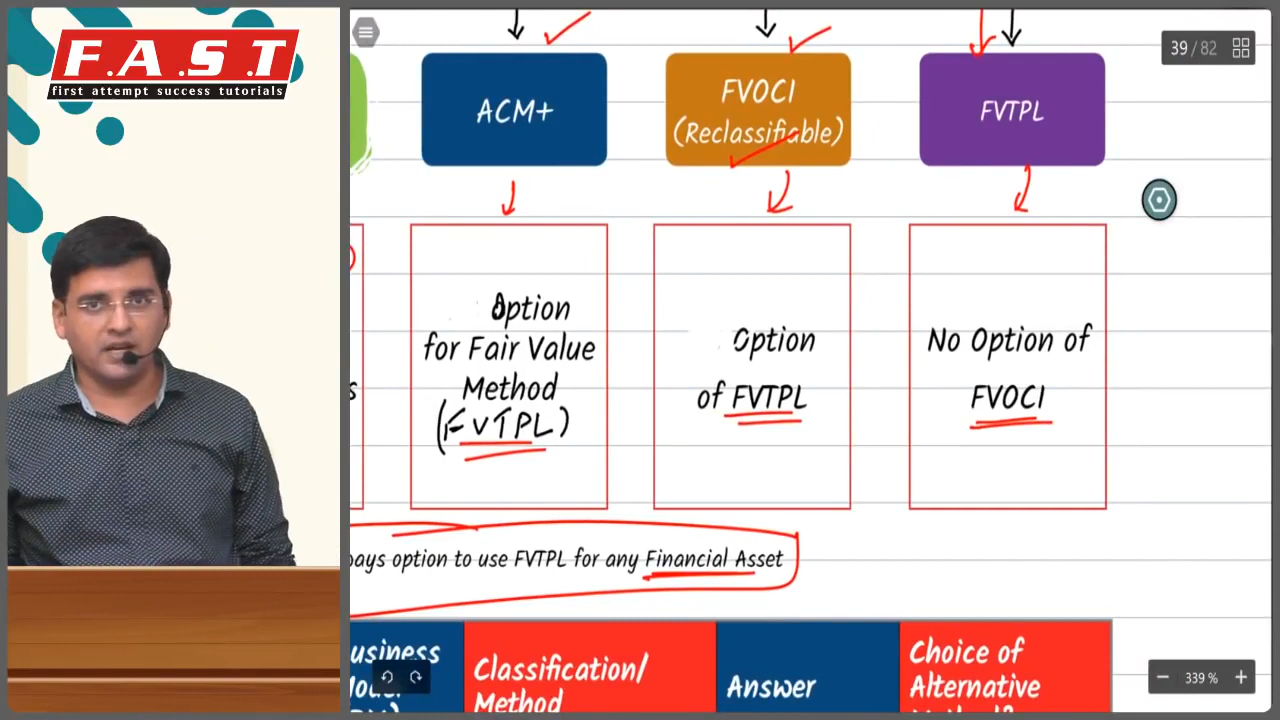 F.A.S.T
first attempt success tutorials
39 / 82
ACM+
FVOCI
(Reclassifiable)
FVTPL
Option
for Fair Value
Method
(FVTPL)
Option
of FVTPL
No Option of
FVOCI
s
)
ays option to use FVTPL for any Financial Asset
usiness
Model
Classification/
Method
Answer
Choice of
Alternative
339 %